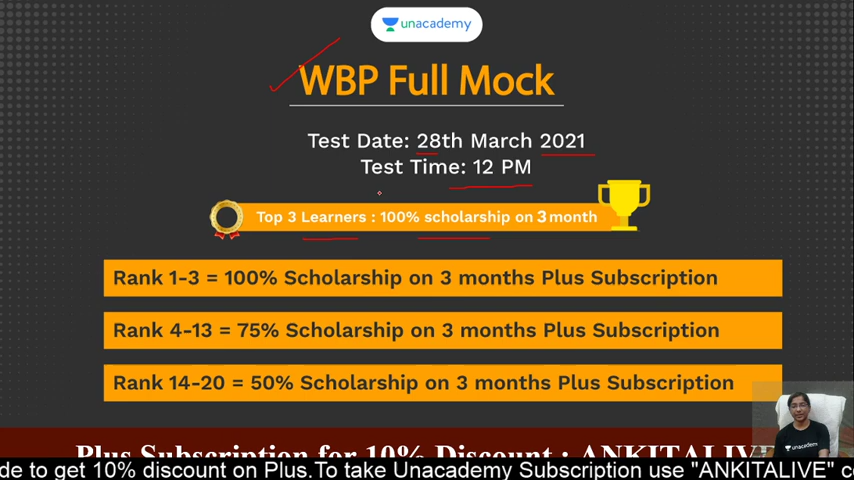 unacademy
WBP Full Mock
Test Date: 28th March 2021
Test Time: 12 PM
Top 3 Learners : 100% scholarship on 3 month
Rank 1-3 = 100% Scholarship on 3 months Plus Subscription
Rank 4-13 = 75% Scholarship on 3 months Plus Subscription
Rank 14-20 = 50% Scholarship on 3 months Plus Subscription
unacademy
Plus Subscription for 10% Discount : ANKITALIV
de to get 10% discount on Plus.To take Unacademy Subscription use "ANKITALIVE" c